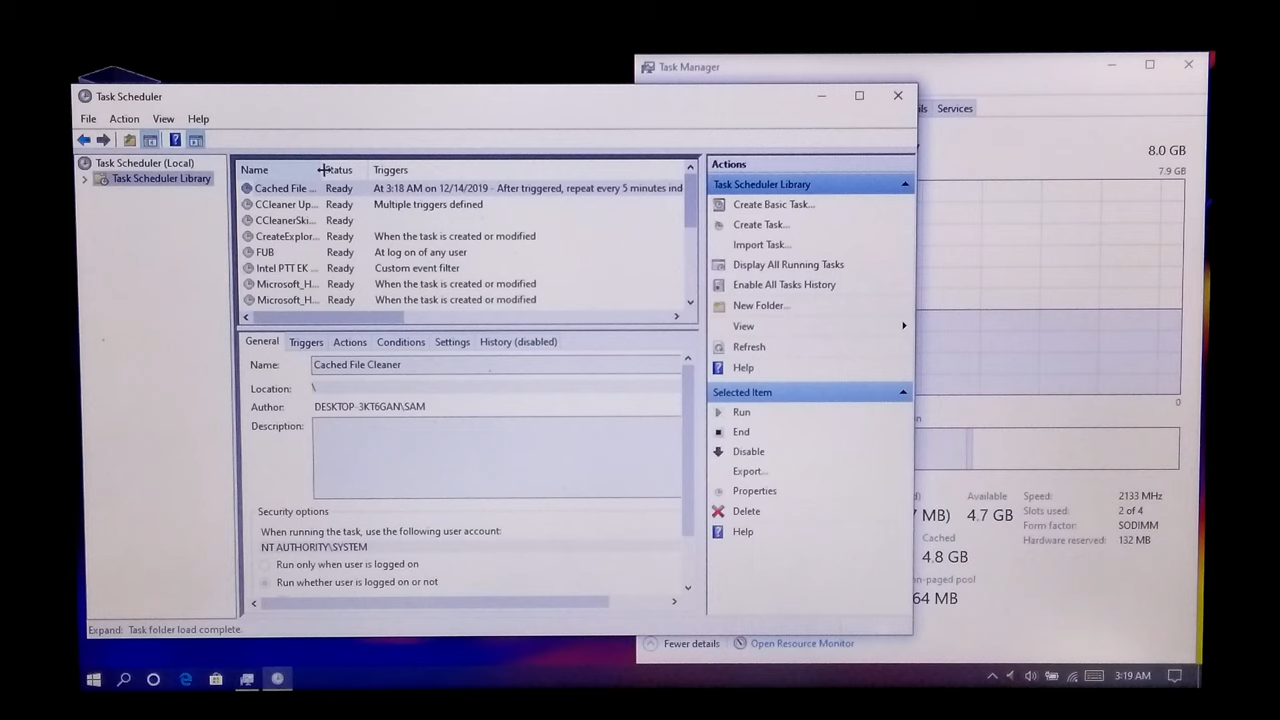 Task Manager
Services
8.0 GB
7.9 GB
0
MB)
Available
4.7 GB
Cached
4.8 GB
64 MB
Speed: 2133 MHz
Slots used: 2 of 4
Form factor: SODIMM
Hardware reserved: 132 MB
Fewer details
Open Resource Monitor
Task Scheduler
File Action View Help
Task Scheduler (Local)
Task Scheduler Library
Name Status Triggers
Cached File ... Ready At 3:18 AM on 12/14/2019 - After triggered, repeat every 5 minutes ind
CCleaner Up... Ready Multiple triggers defined
CCleanerSki... Ready
CreateExplor... Ready When the task is created or modified
FUB Ready At log on of any user
Intel PTT EK ... Ready Custom event filter
Microsoft_H... Ready When the task is created or modified
Microsoft_H... Ready When the task is created or modified
General Triggers Actions Conditions Settings History (disabled)
Name: Cached File Cleaner
Location: \
Author: DESKTOP-3KT6GAN\SAM
Description:
Security options
When running the task, use the following user account:
NT AUTHORITY\SYSTEM
Run only when user is logged on
Run whether user is logged on or not
Actions
Task Scheduler Library
Create Basic Task...
Create Task...
Import Task...
Display All Running Tasks
Enable All Tasks History
New Folder...
View
Refresh
Help
Selected Item
Run
End
Disable
Export...
Properties
Delete
Help
Expand: Task folder load complete.
3:19 AM